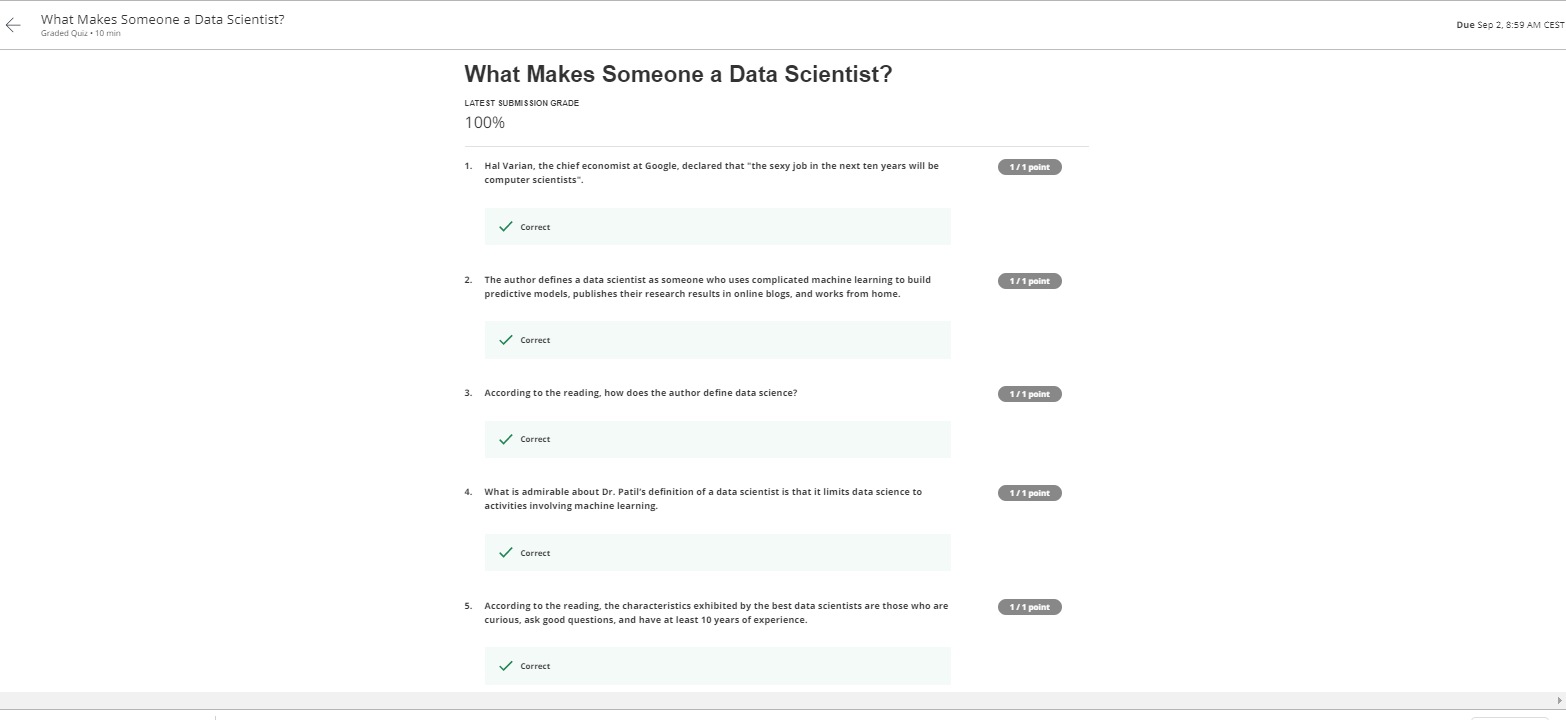 What Makes Someone a Data Scientist?
Graded Quiz • 10 min
Due Sep 2, 8:59 AM CEST
What Makes Someone a Data Scientist?
LATEST SUBMISSION GRADE
100%
1. Hal Varian, the chief economist at Google, declared that "the sexy job in the next ten years will be
computer scientists".
1 / 1 point
Correct
2. The author defines a data scientist as someone who uses complicated machine learning to build
predictive models, publishes their research results in online blogs, and works from home.
1 / 1 point
Correct
3. According to the reading, how does the author define data science?
1 / 1 point
Correct
4. What is admirable about Dr. Patil's definition of a data scientist is that it limits data science to
activities involving machine learning.
1 / 1 point
Correct
5. According to the reading, the characteristics exhibited by the best data scientists are those who are
curious, ask good questions, and have at least 10 years of experience.
1 / 1 point
Correct